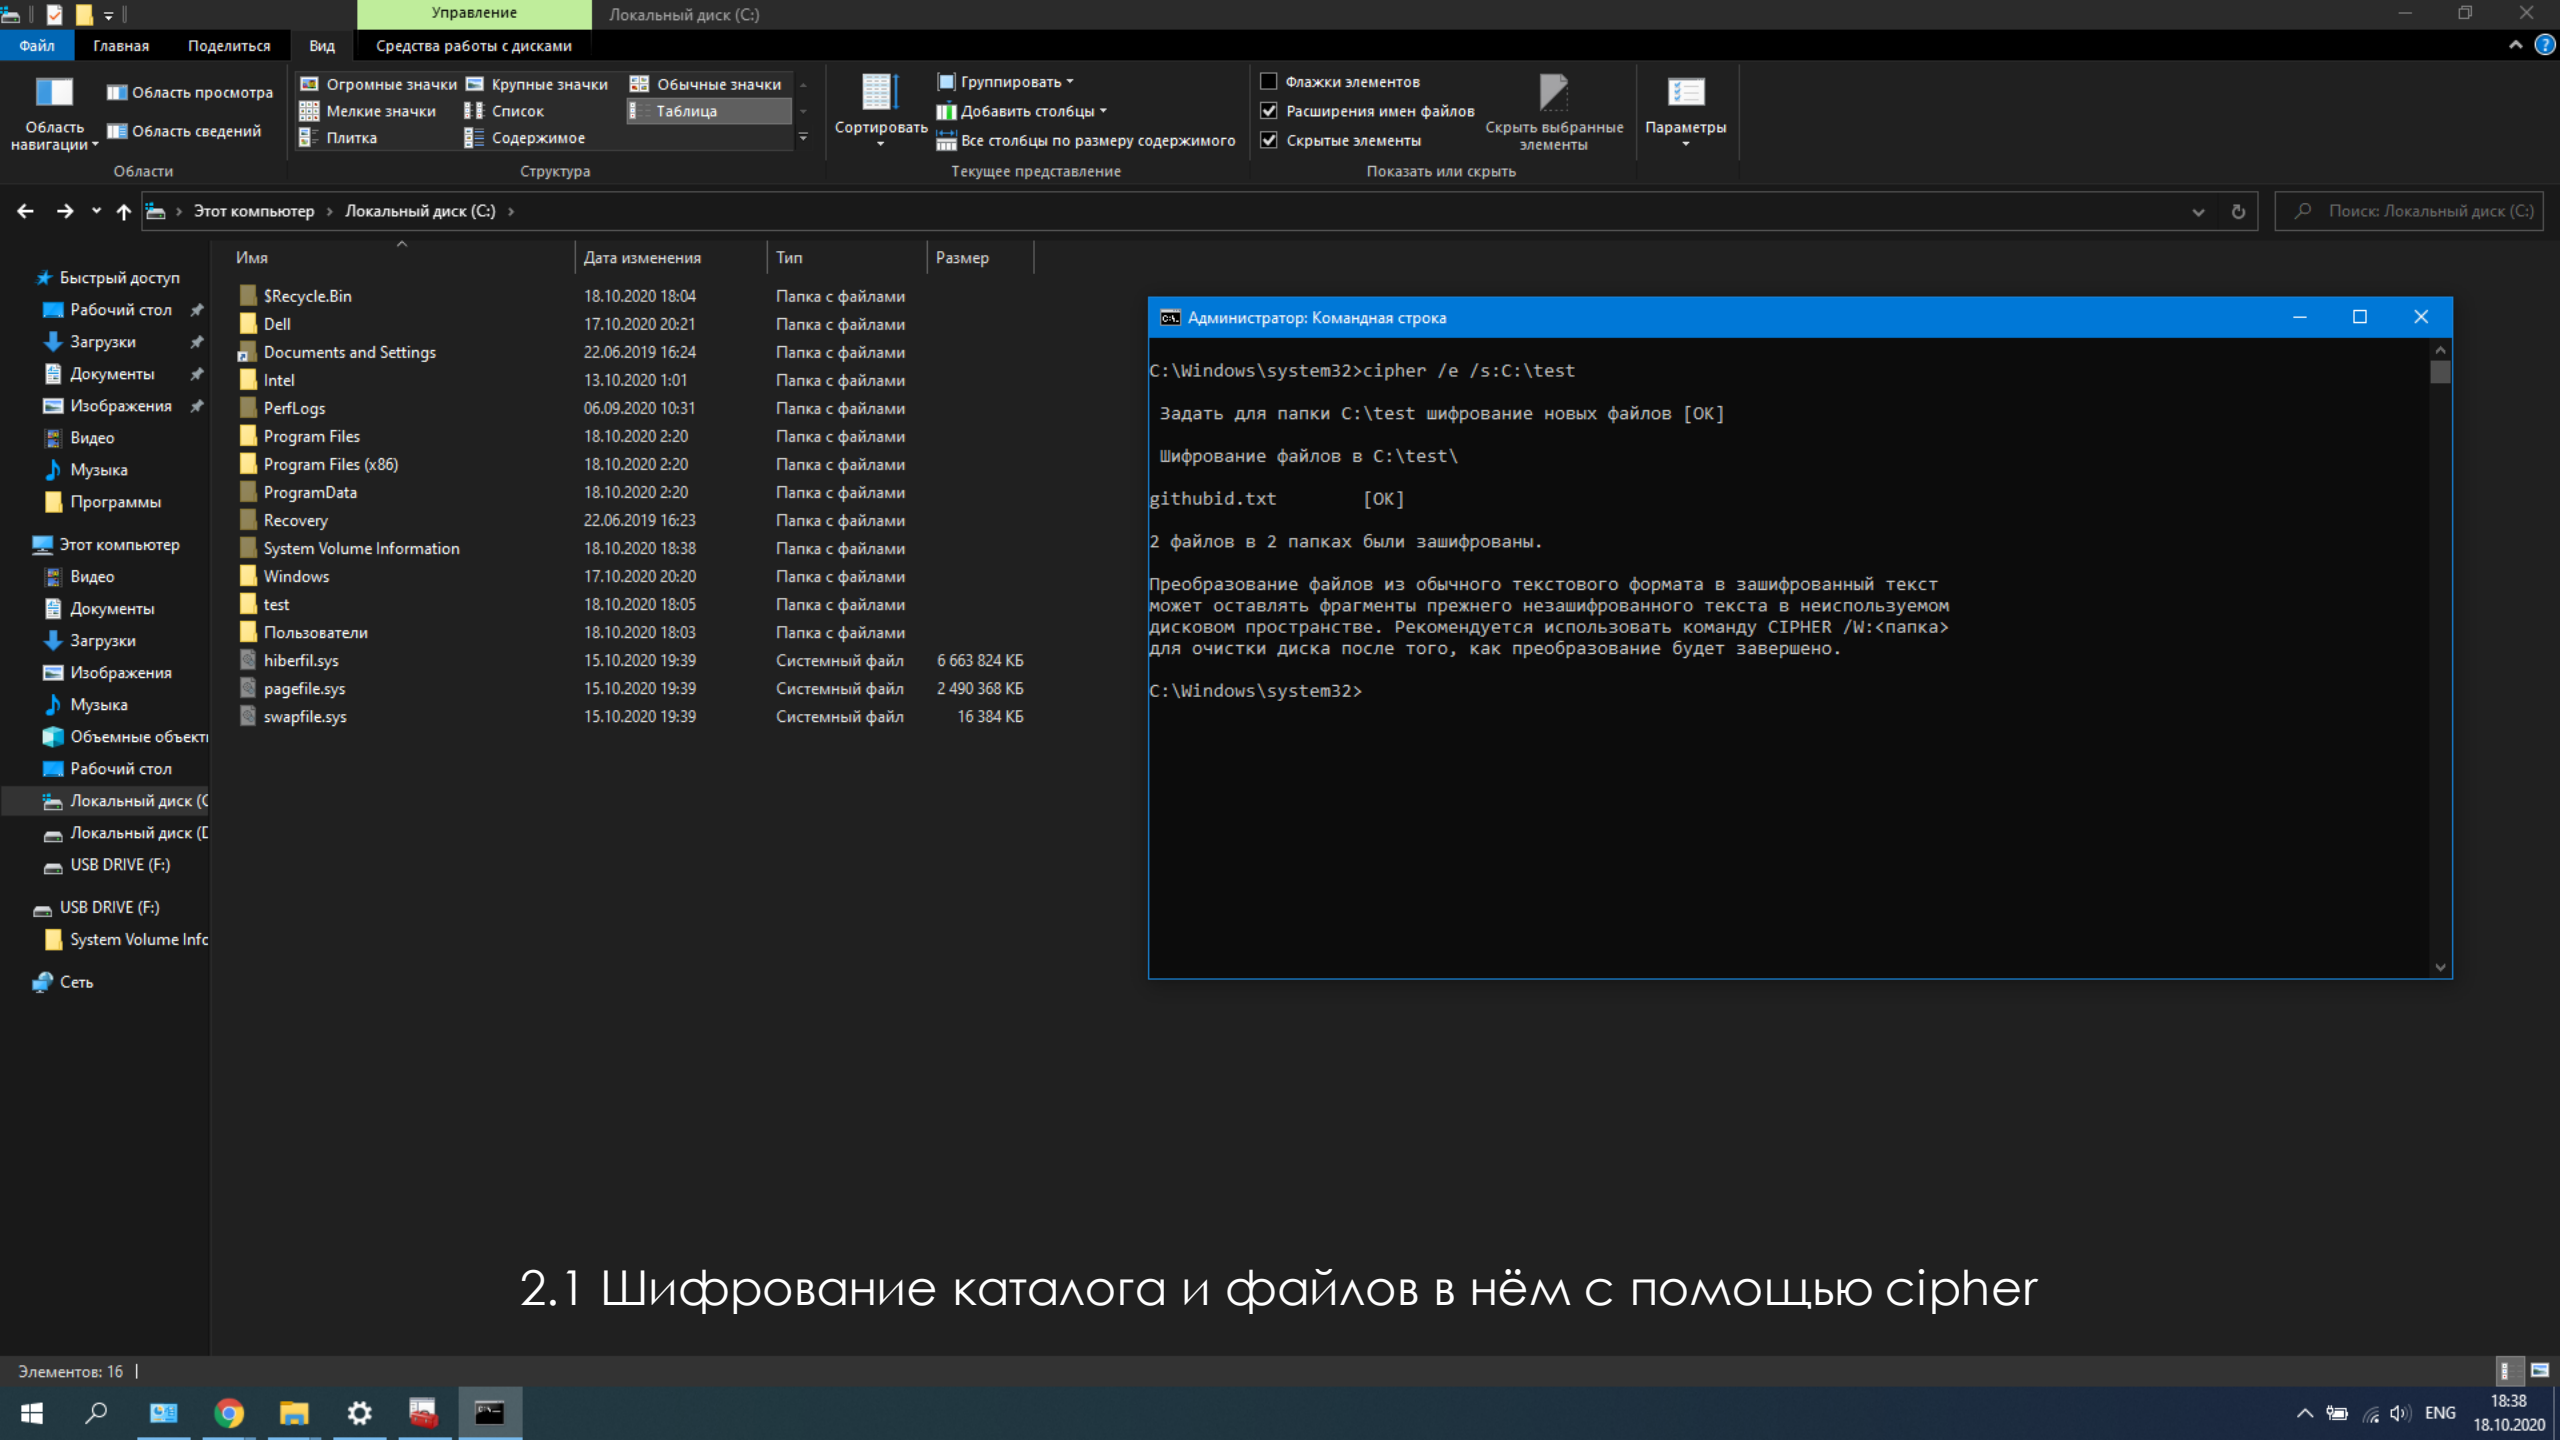 Управление
Локальный диск (C:)
Файл
Главная
Поделиться
Вид
Средства работы с дисками
Область навигации
Область просмотра
Область сведений
Области
Огромные значки
Крупные значки
Обычные значки
Мелкие значки
Список
Таблица
Плитка
Содержимое
Структура
Сортировать
Группировать
Добавить столбцы
Все столбцы по размеру содержимого
Текущее представление
Флажки элементов
Расширения имен файлов
Скрытые элементы
Скрыть выбранные
элементы
Показать или скрыть
Параметры
Этот компьютер
Локальный диск (C:)
Поиск: Локальный диск (C:)
Быстрый доступ
Рабочий стол
Загрузки
Документы
Изображения
Видео
Музыка
Программы
Этот компьютер
Видео
Документы
Загрузки
Изображения
Музыка
Объемные объект
Рабочий стол
Локальный диск (C
Локальный диск (D
USB DRIVE (F:)
USB DRIVE (F:)
System Volume Info
Сеть
Имя Дата изменения Тип Размер
$Recycle.Bin 18.10.2020 18:04 Папка с файлами
Dell 17.10.2020 20:21 Папка с файлами
Documents and Settings 22.06.2019 16:24 Папка с файлами
Intel 13.10.2020 1:01 Папка с файлами
PerfLogs 06.09.2020 10:31 Папка с файлами
Program Files 18.10.2020 2:20 Папка с файлами
Program Files (x86) 18.10.2020 2:20 Папка с файлами
ProgramData 18.10.2020 2:20 Папка с файлами
Recovery 22.06.2019 16:23 Папка с файлами
System Volume Information 18.10.2020 18:38 Папка с файлами
Windows 17.10.2020 20:20 Папка с файлами
test 18.10.2020 18:05 Папка с файлами
Пользователи 18.10.2020 18:03 Папка с файлами
hiberfil.sys 15.10.2020 19:39 Системный файл 6 663 824 КБ
pagefile.sys 15.10.2020 19:39 Системный файл 2 490 368 КБ
swapfile.sys 15.10.2020 19:39 Системный файл 16 384 КБ
Администратор: Командная строка
C:\Windows\system32>cipher /e /s:C:\test
Задать для папки C:\test шифрование новых файлов [OK]
Шифрование файлов в C:\test\
githubid.txt [OK]
2 файлов в 2 папках были зашифрованы.
Преобразование файлов из обычного текстового формата в зашифрованный текст
может оставлять фрагменты прежнего незашифрованного текста в неиспользуемом
дисковом пространстве. Рекомендуется использовать команду CIPHER /W:<папка>
для очистки диска после того, как преобразование будет завершено.
C:\Windows\system32>
2.1 Шифрование каталога и файлов в нём с помощью cipher
Элементов: 16
ENG
18:38
18.10.2020